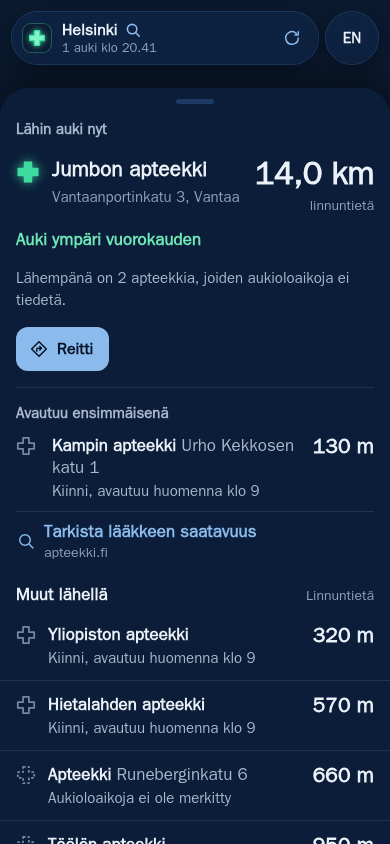 Helsinki
1 auki klo 20.41
EN
Lähin auki nyt
Jumbon apteekki
14,0 km
Vantaanportinkatu 3, Vantaa
linnuntietä
Auki ympäri vuorokauden
Lähempänä on 2 apteekkia, joiden aukioloaikoja ei
tiedetä.
Reitti
Avautuu ensimmäisenä
Kampin apteekki Urho Kekkosen
katu 1
130 m
Kiinni, avautuu huomenna klo 9
Tarkista lääkkeen saatavuus
apteekki.fi
Muut lähellä
Linnuntietä
Yliopiston apteekki
320 m
Kiinni, avautuu huomenna klo 9
Hietalahden apteekki
570 m
Kiinni, avautuu huomenna klo 9
Apteekki Runeberginkatu 6
660 m
Aukioloaikoja ei ole merkitty
Töölön apteekki
950 m